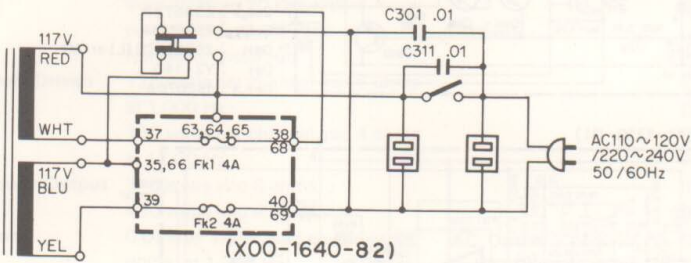 117V
RED
C301 .01
C311 .01
WHT
37
63,64,65
38
68
35,66 Fk1 4A
117V
BLU
39
40
69
Fk2 4A
YEL
AC110~120V
/220~240V
50/60Hz
(X00-1640-82)